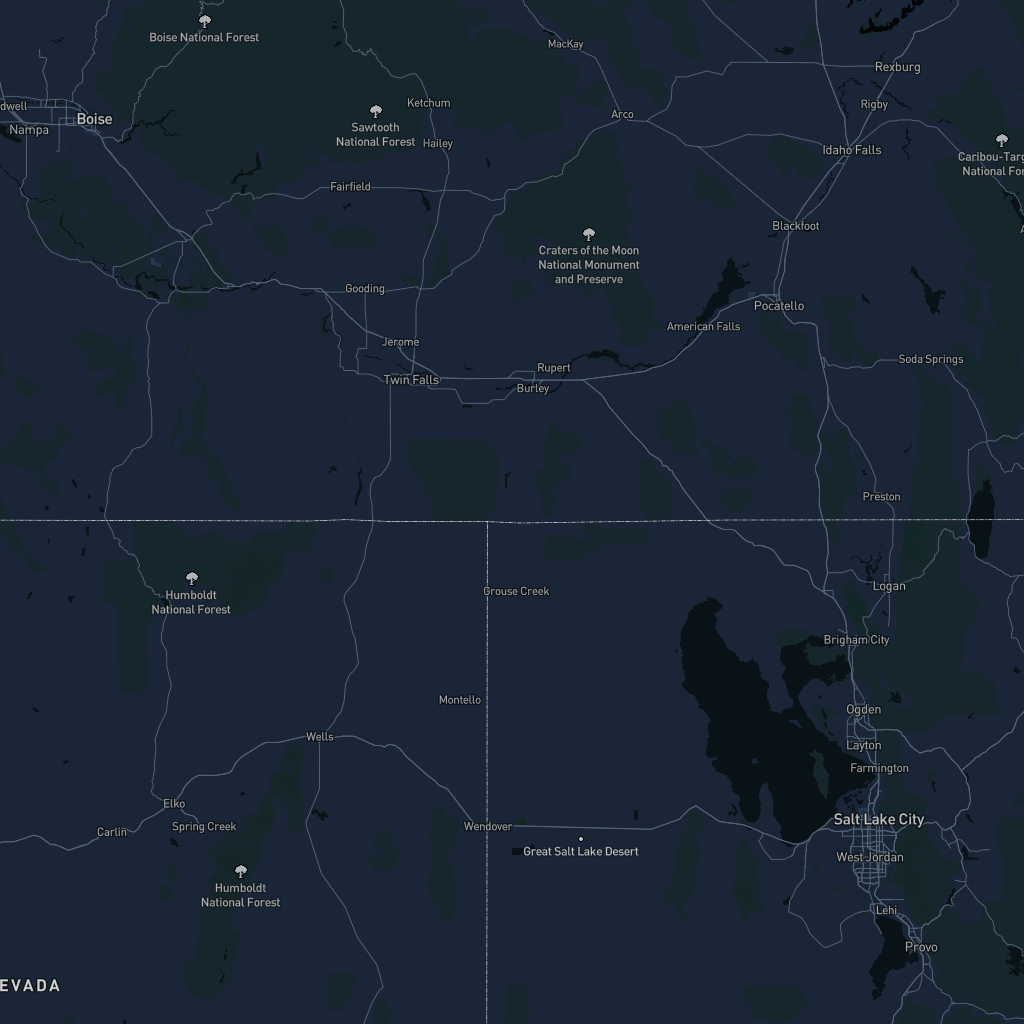 Boise National Forest
MacKay
Rexburg
Ketchum
Rigby
dwell
Arco
Boise
Nampa
Sawtooth
National Forest
Hailey
Idaho Falls
Caribou-Targ
National For
Fairfield
Blackfoot
Craters of the Moon
National Monument
and Preserve
Gooding
Pocatello
American Falls
Jerome
Soda Springs
Rupert
Twin Falls
Burley
Preston
Logan
Grouse Creek
Humboldt
National Forest
Brigham City
Montello
Ogden
Wells
Layton
Farmington
Elko
Salt Lake City
Spring Creek
Wendover
Carlin
Great Salt Lake Desert
West Jordan
Humboldt
National Forest
Lehi
Provo
EVADA